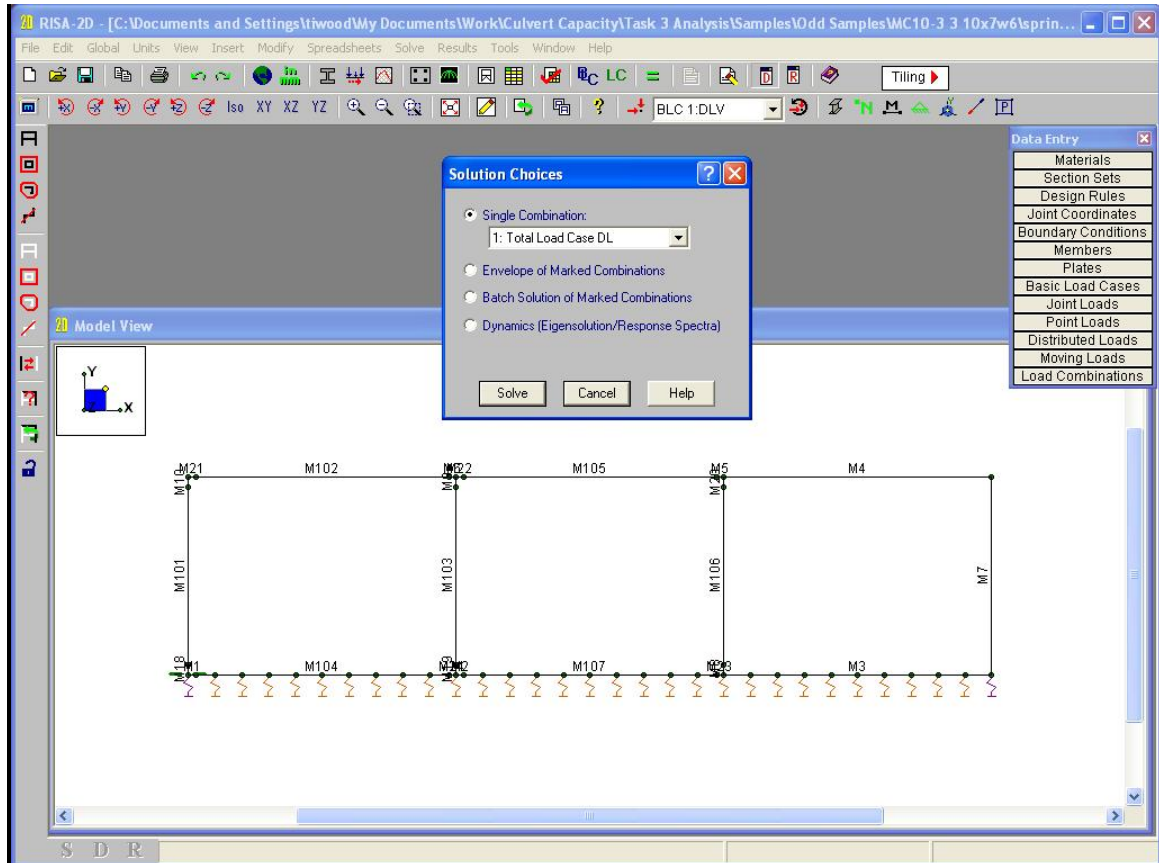 RISA-2D - [C:\Documents and Settings\tiwood\My Documents\Work\Culvert Capacity\Task 3 Analysis\Samples\Odd Samples\MC10-3 3 10x7w6\sprin...
File Edit Global Units View Insert Modify Spreadsheets Solve Results Tools Window Help
BC LC = D R Tiling
Iso XY XZ YZ BLC 1:DLV N M P
Data Entry
Materials
Section Sets
Design Rules
Joint Coordinates
Boundary Conditions
Members
Plates
Basic Load Cases
Joint Loads
Point Loads
Distributed Loads
Moving Loads
Load Combinations
Solution Choices
Single Combination:
1: Total Load Case DL
Envelope of Marked Combinations
Batch Solution of Marked Combinations
Dynamics (Eigensolution/Response Spectra)
Solve Cancel Help
2D Model View
Y
Z X
M21 M102 M105 M5 M4
M101 M103 M106 M7
M18 M1 M104 M107 M3
S D R